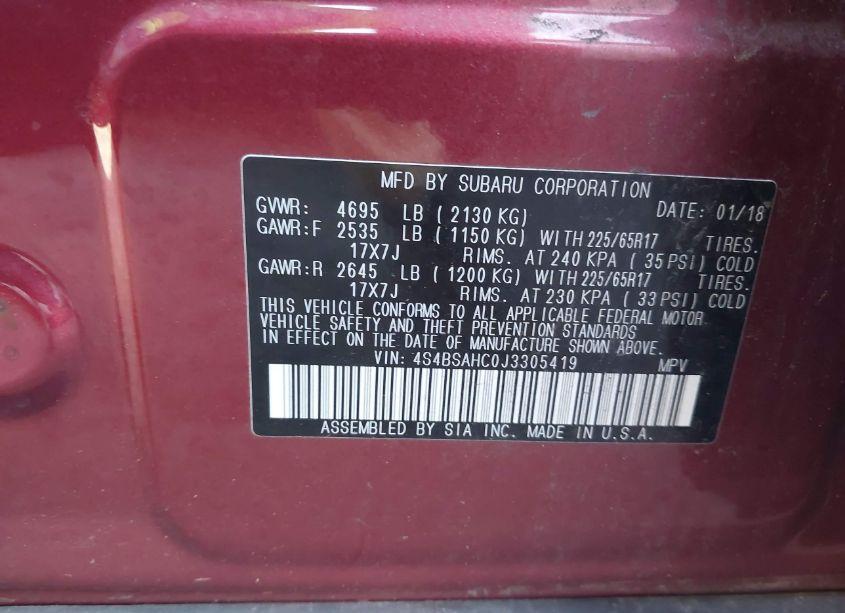 MFD BY SUBARU CORPORATION
GVWR: 4695 LB ( 2130 KG) DATE: 01/18
GAWR:F 2535 LB ( 1150 KG) WITH 225/65R17 TIRES.
17X7J RIMS. AT 240 KPA ( 35 PSI) COLD
GAWR:R 2645 LB ( 1200 KG) WITH 225/65R17 TIRES.
17X7J RIMS. AT 230 KPA ( 33 PSI) COLD
THIS VEHICLE CONFORMS TO ALL APPLICABLE FEDERAL MOTOR
VEHICLE SAFETY AND THEFT PREVENTION STANDARDS
IN EFFECT ON THE DATE OF MANUFACTURE SHOWN ABOVE.
VIN: 4S4BSAHC0J3305419 MPV
ASSEMBLED BY SIA INC. MADE IN U.S.A.